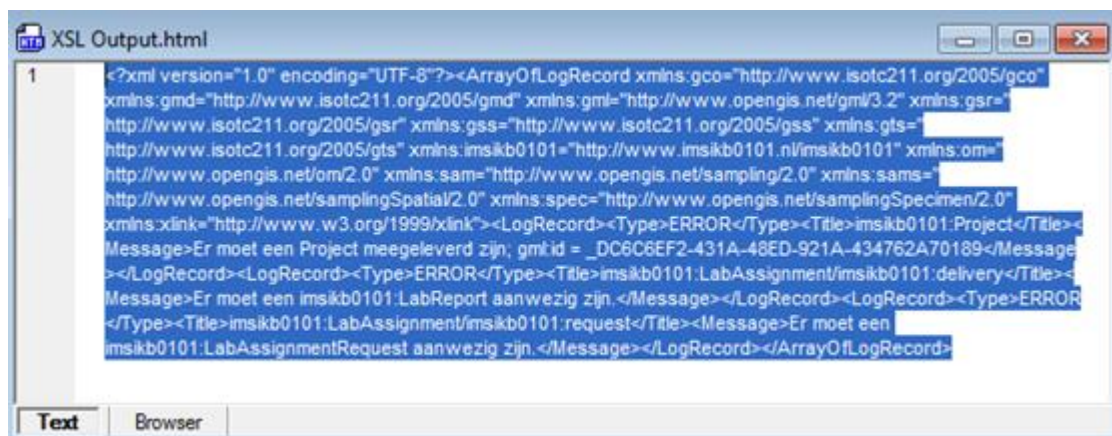 XSL Output.html
1
<?xml version="1.0" encoding="UTF-8"?><ArrayOfLogRecord xmlns:gco="http://www.isotc211.org/2005/gco"
xmlns:gmd="http://www.isotc211.org/2005/gmd" xmlns:gml="http://www.opengis.net/gml/3.2" xmlns:gsr="
http://www.isotc211.org/2005/gsr" xmlns:gss="http://www.isotc211.org/2005/gss" xmlns:gts="
http://www.isotc211.org/2005/gts" xmlns:imsikb0101="http://www.imsikb0101.nl/imsikb0101" xmlns:om="
http://www.opengis.net/om/2.0" xmlns:sam="http://www.opengis.net/sampling/2.0" xmlns:sams="
http://www.opengis.net/samplingSpatial/2.0" xmlns:spec="http://www.opengis.net/samplingSpecimen/2.0"
xmlns:xlink="http://www.w3.org/1999/xlink"><LogRecord><Type>ERROR</Type><Title>imsikb0101:Project</Title><
Message>Er moet een Project meegeleverd zijn; gml:id = _DC6C6EF2-431A-48ED-921A-434762A70189</Message
></LogRecord><LogRecord><Type>ERROR</Type><Title>imsikb0101:LabAssignment/imsikb0101:delivery</Title><
Message>Er moet een imsikb0101:LabReport aanwezig zijn.</Message></LogRecord><LogRecord><Type>ERROR
</Type><Title>imsikb0101:LabAssignment/imsikb0101:request</Title><Message>Er moet een
imsikb0101:LabAssignmentRequest aanwezig zijn.</Message></LogRecord></ArrayOfLogRecord>
Text Browser